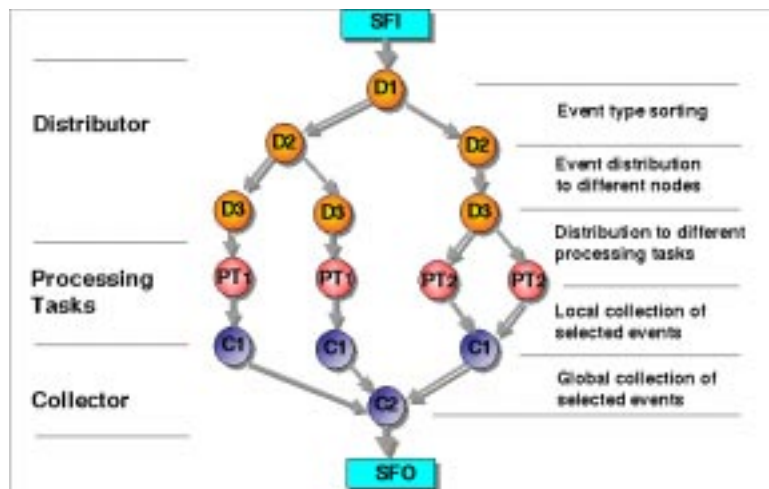 SFI
D1
Event type sorting
Distributor
D2
D2
Event distribution
to different nodes
D3
D3
D3
Distribution to different
processing tasks
Processing
Tasks
PT1
PT1
PT2
PT2
Local collection of
selected events
C1
C1
C1
Global collection of
selected events
Collector
C2
SFO